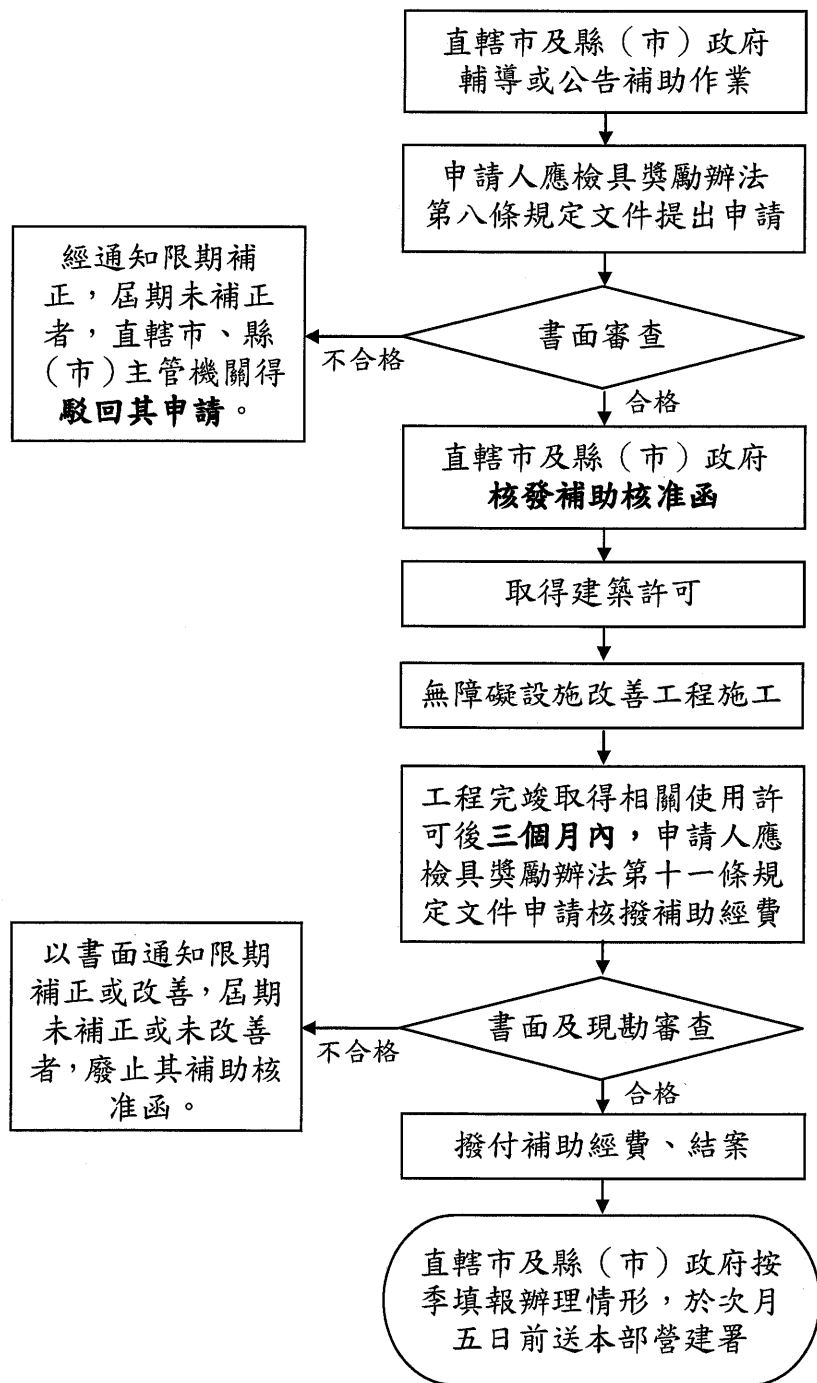 直轄市及縣（市）政府
輔導或公告補助作業
申請人應檢具獎勵辦法
第八條規定文件提出申請
經通知限期補
正，屆期未補正
者，直轄市、縣
（市）主管機關得
駁回其申請。
不合格
書面審查
合格
直轄市及縣（市）政府
核發補助核准函
取得建築許可
無障礙設施改善工程施工
工程完竣取得相關使用許
可後三個月內，申請人應
檢具獎勵辦法第十一條規
定文件申請核撥補助經費
以書面通知限期
補正或改善，屆期
未補正或未改善
者，廢止其補助核
准函。
不合格
書面及現勘審查
合格
撥付補助經費、結案
直轄市及縣（市）政府按
季填報辦理情形，於次月
五日前送本部營建署